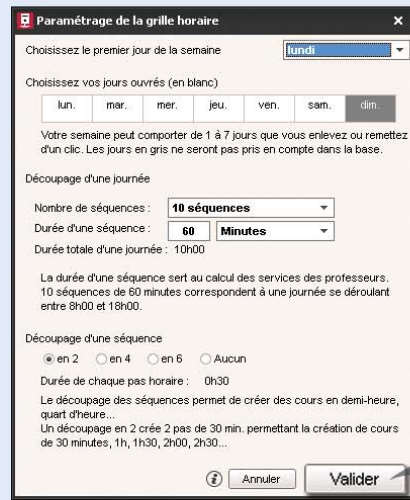 Paramétrage de la grille horaire
Choisissez le premier jour de la semaine
lundi
Choisissez vos jours ouvrés (en blanc)
lun. mar. mer. jeu. ven. sam. dim.
Votre semaine peut comporter de 1 à 7 jours que vous enlevez ou remettez
d'un clic. Les jours en gris ne seront pas pris en compte dans la base.
Découpage d'une journée
Nombre de séquences : 10 séquences
Durée d'une séquence : 60 Minutes
Durée totale d'une journée : 10h00
La durée d'une séquence sert au calcul des services des professeurs.
10 séquences de 60 minutes correspondent à une journée se déroulant
entre 8h00 et 18h00.
Découpage d'une séquence
en 2 en 4 en 6 Aucun
Durée de chaque pas horaire : 0h30
Le découpage des séquences permet de créer des cours en demi-heure,
quart d'heure...
Un découpage en 2 crée 2 pas de 30 min. permettant la création de cours
de 30 minutes, 1h, 1h30, 2h00, 2h30...
Annuler Valider